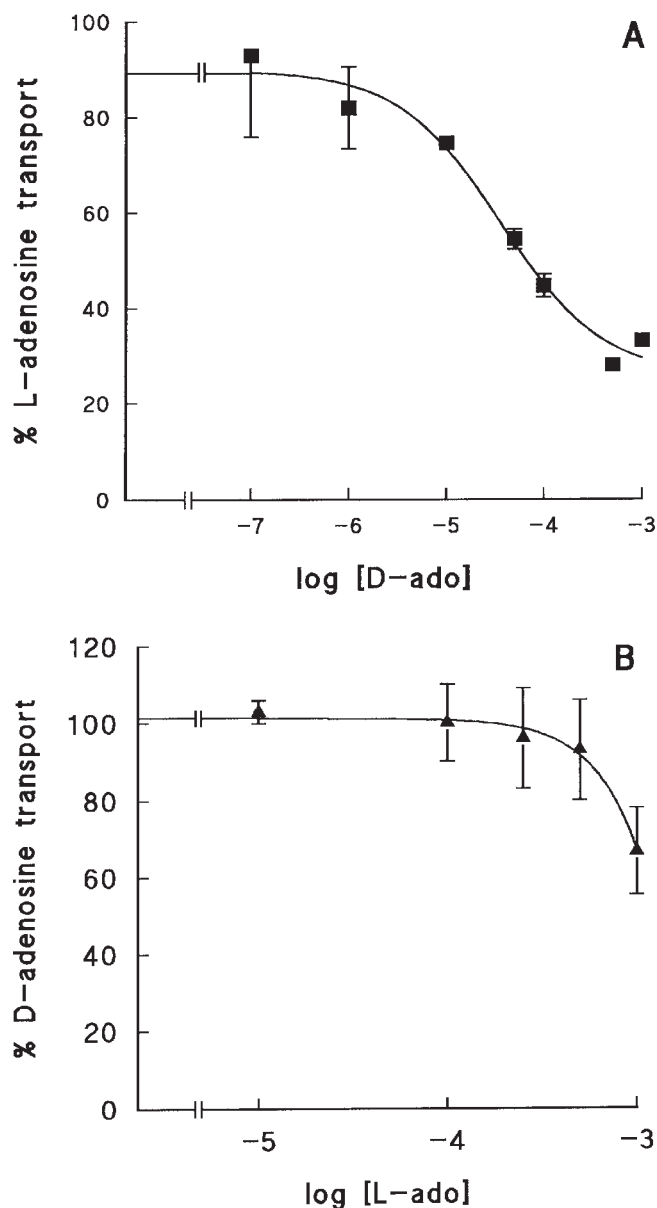 A
100
80
60
40
20
0
% L-adenosine transport
-7 -6 -5 -4 -3
log [D-ado]
B
120
100
80
60
40
20
0
% D-adenosine transport
-5 -4 -3
log [L-ado]